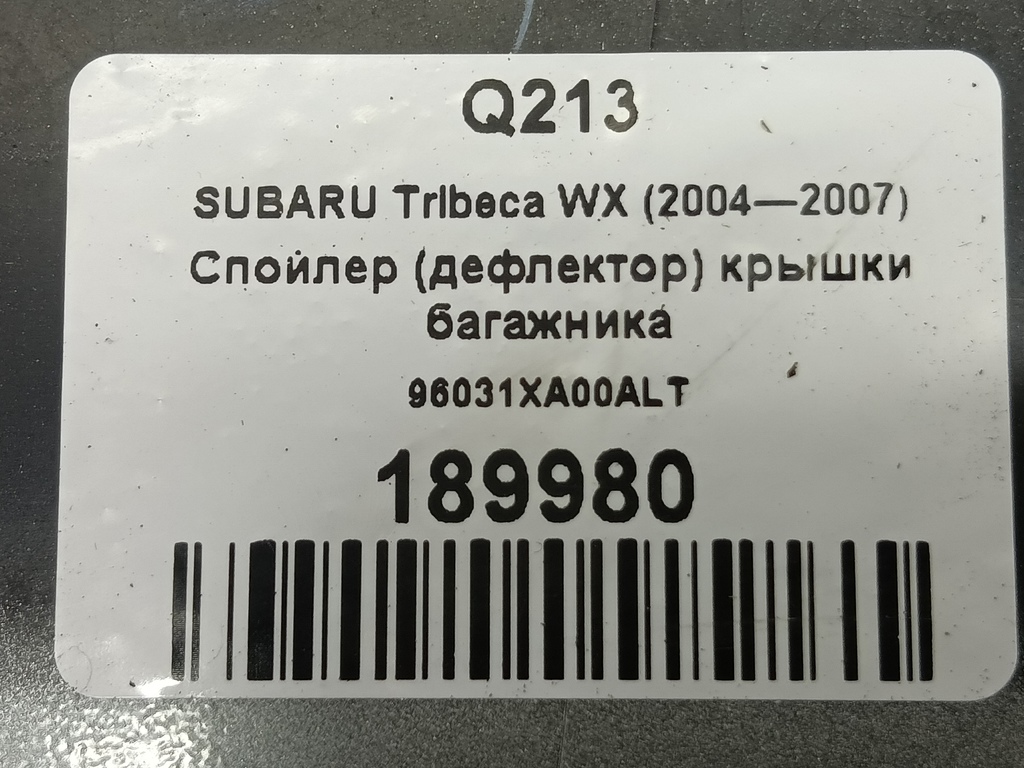 Q213
SUBARU Tribeca WX (2004—2007)
Спойлер (дефлектор) крышки
багажника
96031XA00ALT
189980